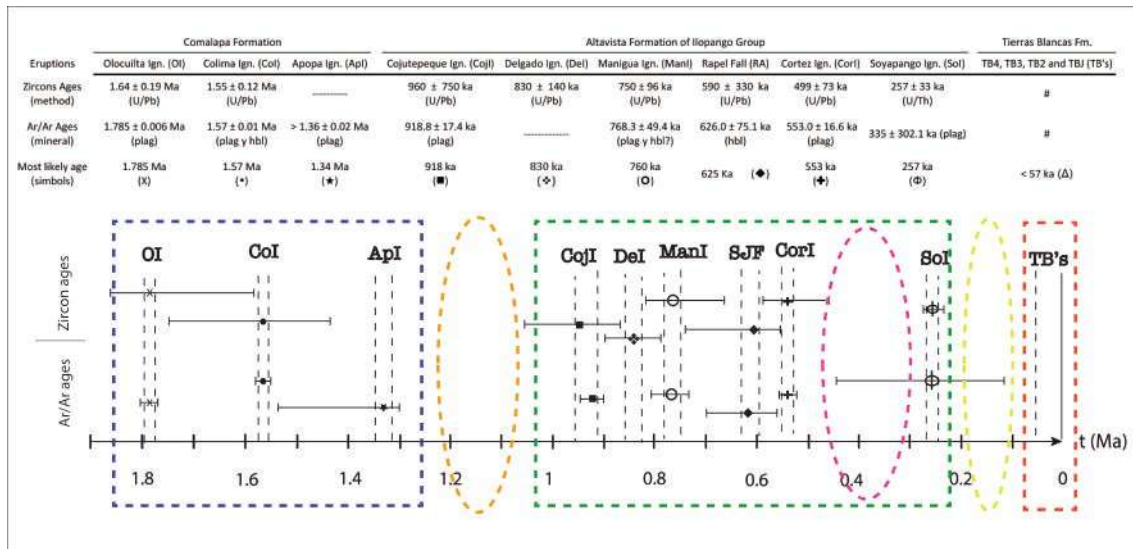 Comalapa Formation Altavista Formation of Ilopango Group Tierras Blancas Fm.
Eruptions Olocuilta Ign. (OI) Colima Ign. (CoI) Apopa Ign. (ApI) Cojutepeque Ign. (CojI) Delgado Ign. (DeI) Manigua Ign. (ManI) Rapel Fall (RA) Cortez Ign. (CorI) Soyapango Ign. (SoI) TB4, TB3, TB2 and TBJ (TB's)
Zircons Ages 1.64 ± 0.19 Ma 1.55 ± 0.12 Ma ---------- 960 ± 750 ka 830 ± 140 ka 750 ± 96 ka 590 ± 330 ka 499 ± 73 ka 257 ± 33 ka #
(method) (U/Pb) (U/Pb) (U/Pb) (U/Pb) (U/Pb) (U/Pb) (U/Pb) (U/Th)
Ar/Ar Ages 1.785 ± 0.006 Ma 1.57 ± 0.01 Ma > 1.36 ± 0.02 Ma 918,8 ± 17.4 ka ------------ 768.3 ± 49.4 ka 626.0 ± 75.1 ka 553.0 ± 16.6 ka 335 ± 302.1 ka (plag) #
(mineral) (plag) (plag y hbl) (plag) (plag) (plag y hbl?) (hbl) (plag)
Most likely age 1.785 Ma 1.57 Ma 1.34 Ma 918 ka 830 ka 760 ka 625 Ka (◆) 553 ka 257 ka < 57 ka (Δ)
(simbols) (X) (•) (★) (■) (❖) (O) (✚) (Φ)
OI CoI ApI CojI DeI ManI SJF CorI SoI TB's
Zircon ages
Ar/Ar ages
t (Ma)
1.8 1.6 1.4 1.2 1 0.8 0.6 0.4 0.2 0